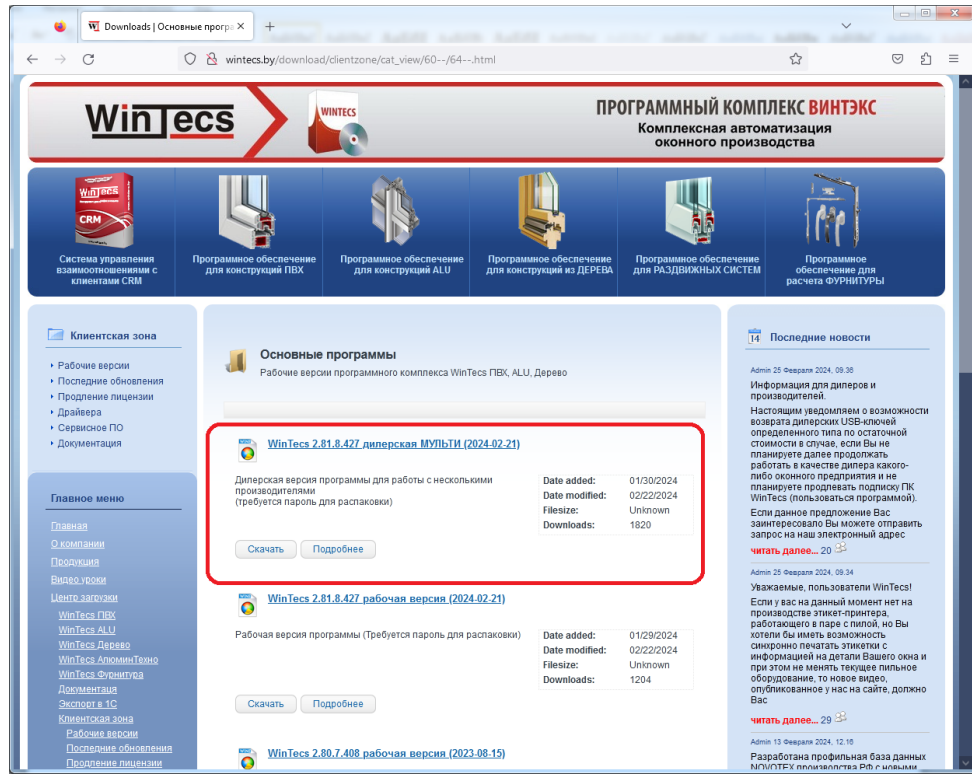 Downloads | Основные програ
wintecs.by/download/clientzone/cat_view/60--/64--.html
WinTecs
WINTECS
ПРОГРАММНЫЙ КОМПЛЕКС ВИНТЭКС
Комплексная автоматизация
оконного производства
WinTecs
CRM
Система управления
взаимоотношениями с
клиентами CRM
Программное обеспечение
для конструкций ПВХ
Программное обеспечение
для конструкций ALU
Программное обеспечение
для конструкций из ДЕРЕВА
Программное обеспечение
для РАЗДВИЖНЫХ СИСТЕМ
Программное
обеспечение для
расчета ФУРНИТУРЫ
Клиентская зона
Рабочие версии
Последние обновления
Продление лицензии
Драйвера
Сервисное ПО
Документация
Главное меню
Главная
О компании
Продукция
Видео уроки
Центр загрузки
WinTecs ПВХ
WinTecs ALU
WinTecs Дерево
WinTecs АлюминТехно
WinTecs Фурнитура
Документаця
Экспорт в 1С
Клиентская зона
Рабочие версии
Последние обновления
Продление лицензии
Основные программы
Рабочие версии программного комплекса WinTecs ПВХ, ALU, Дерево
WinTecs 2.81.8.427 дилерская МУЛЬТИ (2024-02-21)
Дилерская версия программы для работы с несколькими
производителями
(требуется пароль для распаковки)
Date added: 01/30/2024
Date modified: 02/22/2024
Filesize: Unknown
Downloads: 1820
Скачать Подробнее
WinTecs 2.81.8.427 рабочая версия (2024-02-21)
Рабочая версия программы (Требуется пароль для распаковки)
Date added: 01/29/2024
Date modified: 02/22/2024
Filesize: Unknown
Downloads: 1204
Скачать Подробнее
WinTecs 2.80.7.408 рабочая версия (2023-08-15)
14 Последние новости
Admin 25 Февраля 2024, 09.36
Информация для дилеров и
производителей.
Настоящим уведомляем о возможности
возврата дилерских USB-ключей
определенного типа по остаточной
стоимости в случае, если Вы не
планируете далее продолжать
работать в качестве дилера какого-
либо оконного предприятия и не
планируете продлевать подписку ПК
WinTecs (пользоваться программой).
Если данное предложение Вас
заинтересовало Вы можете отправить
запрос на наш электронный адрес
читать далее... 20
Admin 25 Февраля 2024, 09.34
Уважаемые, пользователи WinTecs!
Если у вас на данный момент нет на
производстве этикет-принтера,
работающего в паре с пилой, но Вы
хотели бы иметь возможность
синхронно печатать этикетки с
информацией на детали Вашего окна и
при этом не менять текущее пильное
оборудование, то новое видео,
опубликованное у нас на сайте, должно
Вас
читать далее... 29
Admin 13 Февраля 2024, 12.16
Разработана профильная база данных
NOVOTEX производства РФ с новыми